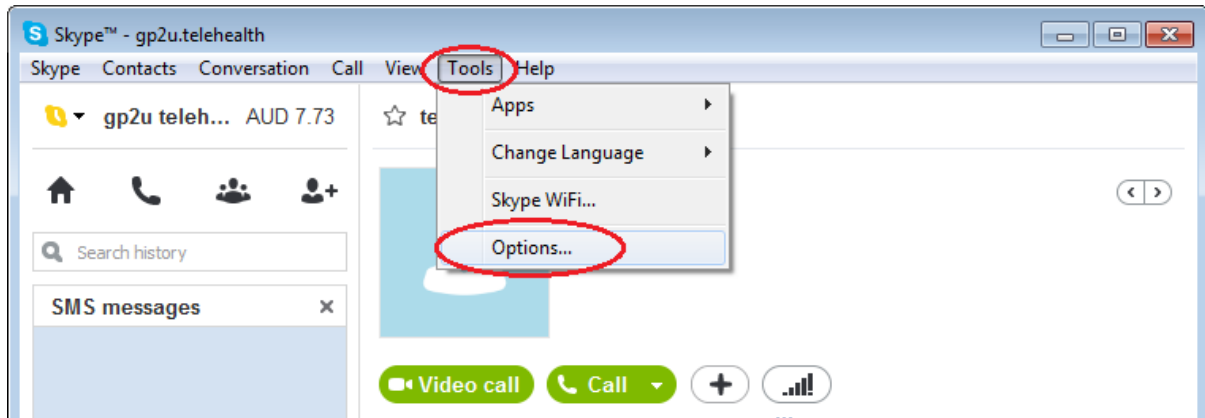 Skype™ - gp2u.telehealth
Skype Contacts Conversation Call View Tools Help
gp2u teleh... AUD 7.73
te
Apps
Change Language
Skype WiFi...
Options...
Search history
SMS messages
Video call
Call